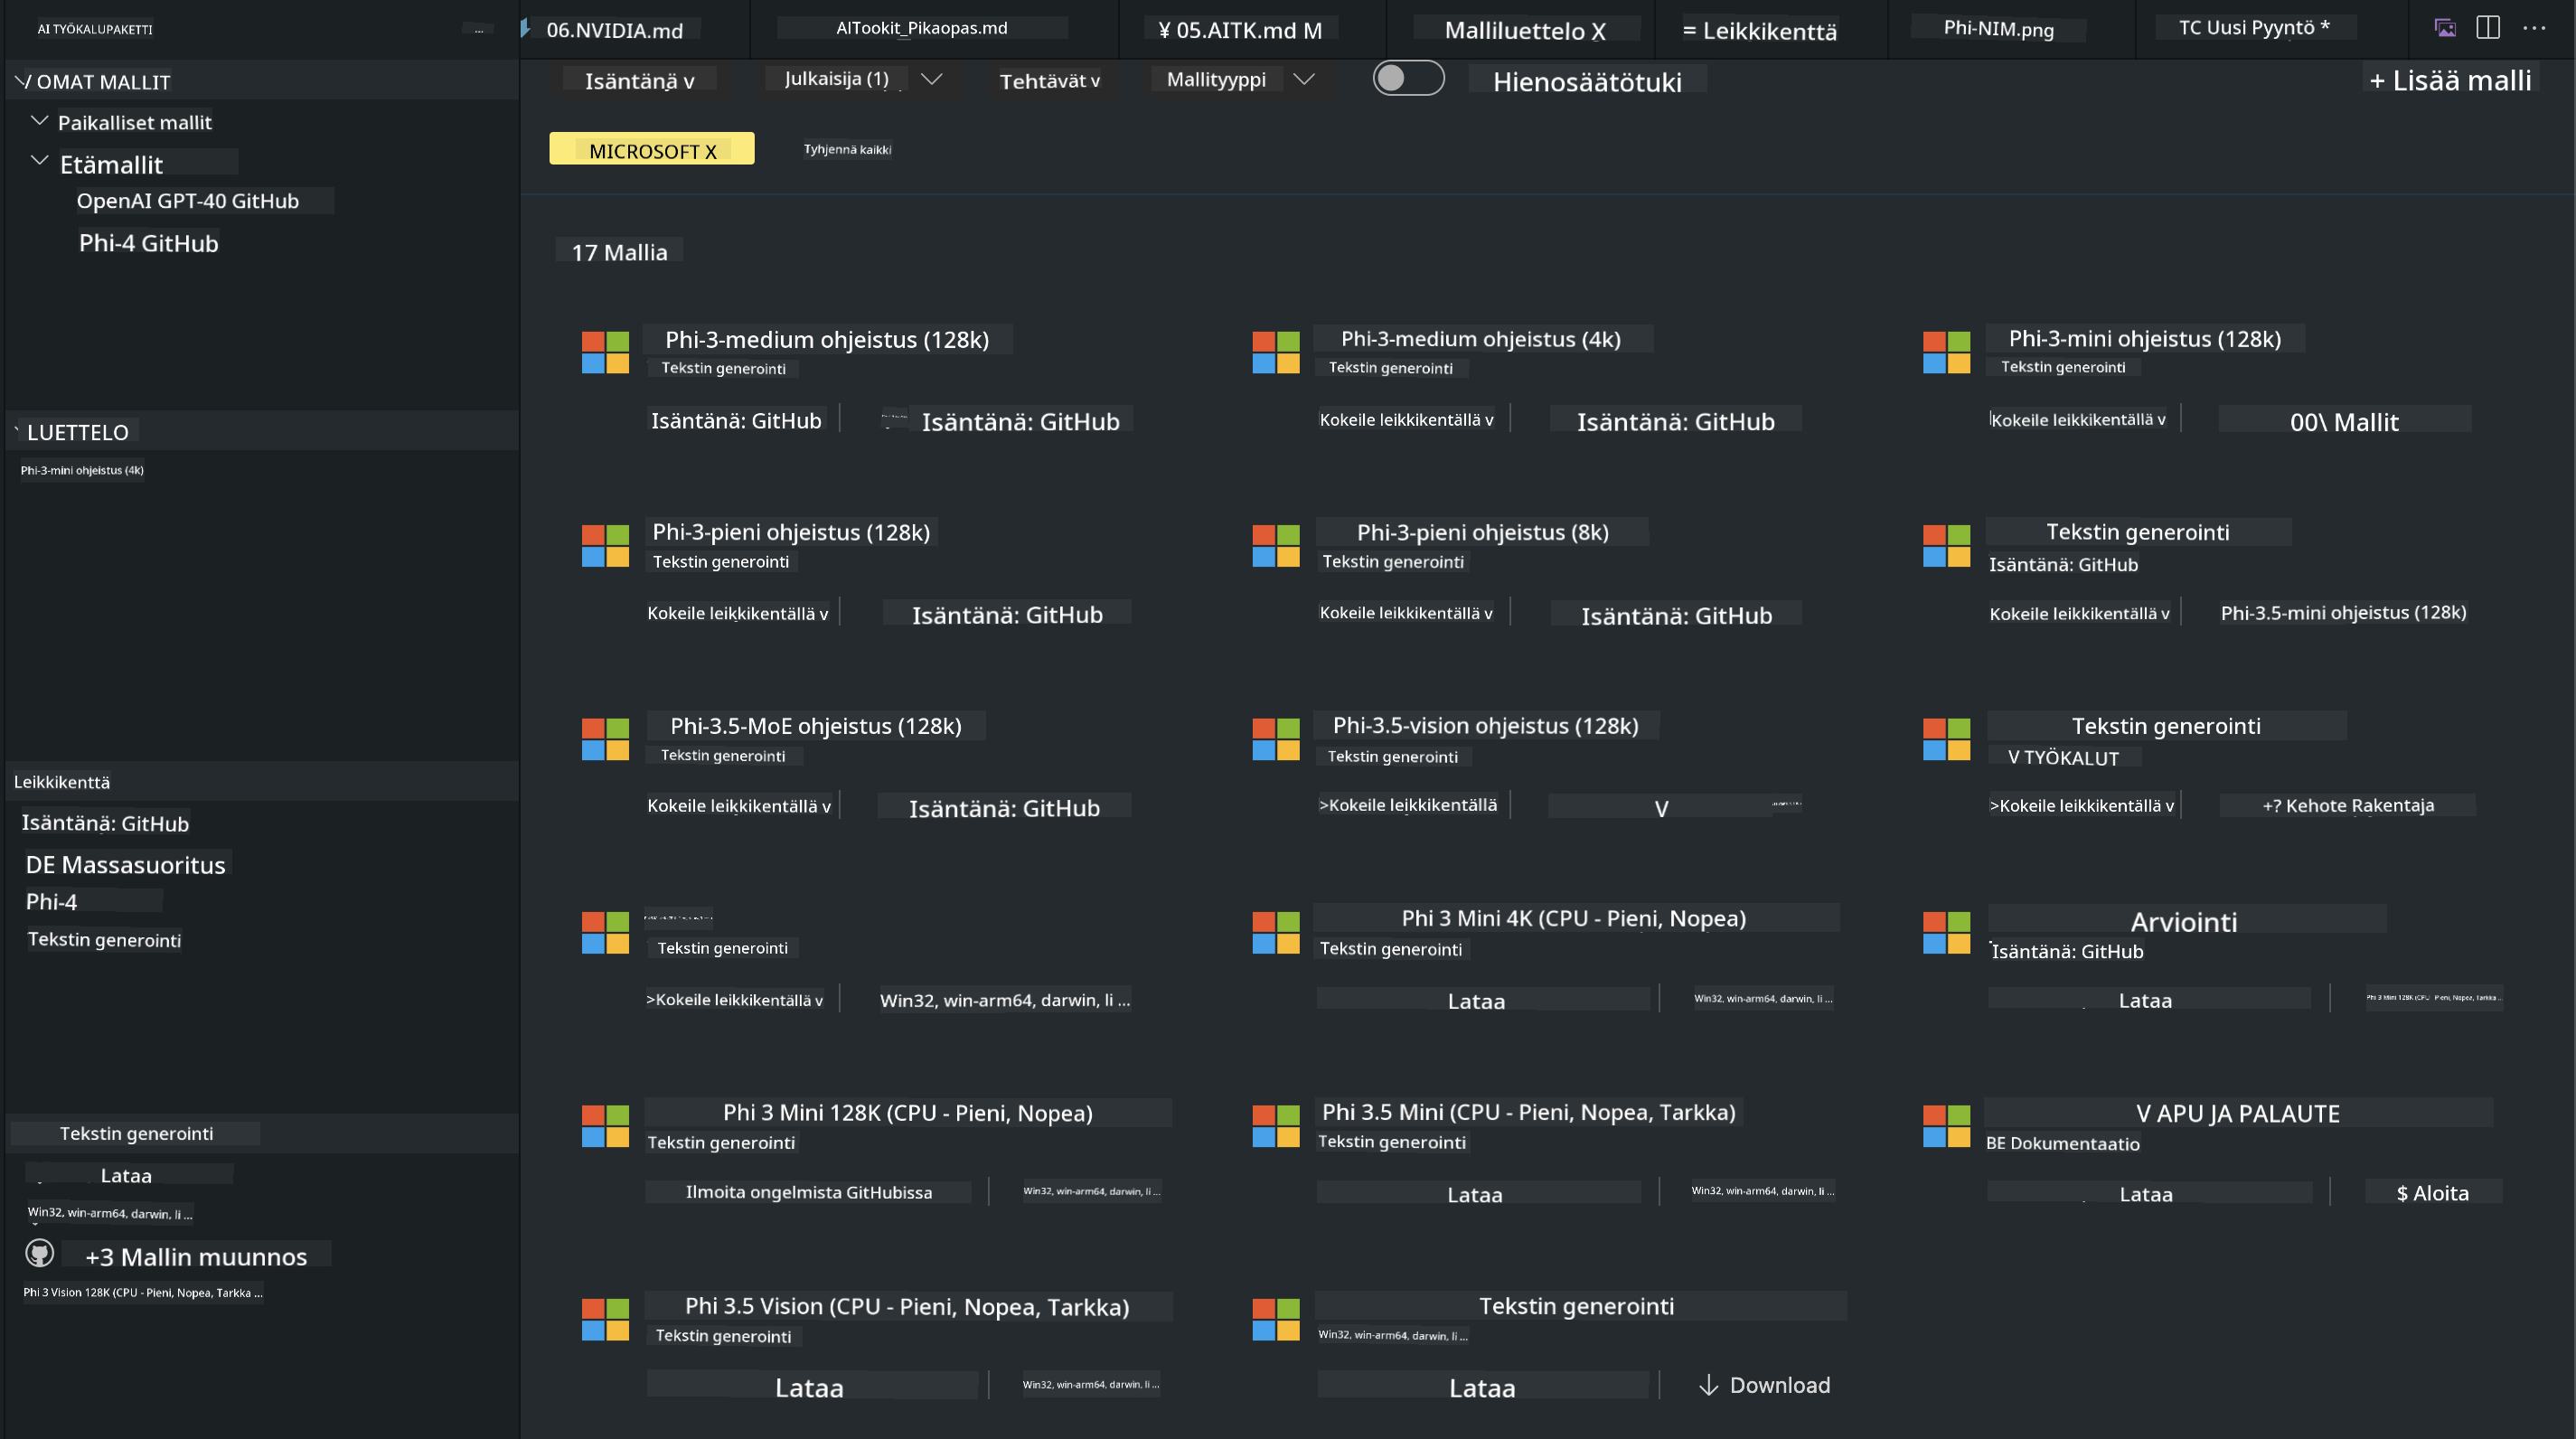 AI TYÖKALUPAKETTI
...
06.NVIDIA.md
AITookit_Pikaopas.md
¥ 05.AITK.md M
Malliluettelo X
= Leikkikenttä
Phi-NIM.png
TC Uusi Pyyntö *
...
OMAT MALLIT
Paikalliset mallit
Etämallit
OpenAI GPT-40 GitHub
Phi-4 GitHub
LUETTELO
Phi-3-mini ohjeistus (4k)
Leikkikenttä
Isäntänä: GitHub
DE Massasuoritus
Phi-4
Tekstin generointi
Tekstin generointi
Lataa
Win32, win-arm64, darwin, li ...
+3 Mallin muunnos
Phi 3 Vision 128K (CPU - Pieni, Nopea, Tarkka ...
Isäntänä v
Julkaisija (1)
Tehtävät v
Mallityyppi
Hienosäätötuki
+ Lisää malli
MICROSOFT X
Tyhjennä kaikki
17 Mallia
Phi-3-medium ohjeistus (128k)
Tekstin generointi
Isäntänä: GitHub
Isäntänä: GitHub
Phi-3-medium ohjeistus (4k)
Tekstin generointi
Kokeile leikkikentällä v
Isäntänä: GitHub
Phi-3-mini ohjeistus (128k)
Tekstin generointi
Kokeile leikkikentällä v
00\ Mallit
Phi-3-pieni ohjeistus (128k)
Tekstin generointi
Kokeile leikkikentällä v
Isäntänä: GitHub
Phi-3-pieni ohjeistus (8k)
Tekstin generointi
Kokeile leikkikentällä v
Isäntänä: GitHub
Tekstin generointi
Isäntänä: GitHub
Kokeile leikkikentällä v
Phi-3.5-mini ohjeistus (128k)
Phi-3.5-MoE ohjeistus (128k)
Tekstin generointi
Kokeile leikkikentällä v
Isäntänä: GitHub
Phi-3.5-vision ohjeistus (128k)
Tekstin generointi
>Kokeile leikkikentällä
V
Tekstin generointi
V TYÖKALUT
>Kokeile leikkikentällä v
+? Kehote Rakentaja
Tekstin generointi
>Kokeile leikkikentällä v
Win32, win-arm64, darwin, li ...
Phi 3 Mini 4K (CPU - Pieni, Nopea)
Tekstin generointi
Lataa
Win32, win-arm64, darwin, li ...
Arviointi
Isäntänä: GitHub
Lataa
Phi 3 Mini 128K (CPU - Pieni, Nopea, Tarkka ...
Phi 3 Mini 128K (CPU - Pieni, Nopea)
Tekstin generointi
Ilmoita ongelmista GitHubissa
Win32, win-arm64, darwin, li ...
Phi 3.5 Mini (CPU - Pieni, Nopea, Tarkka)
Tekstin generointi
Lataa
Win32, win-arm64, darwin, li ...
V APU JA PALAUTE
BE Dokumentaatio
Lataa
$ Aloita
Phi 3.5 Vision (CPU - Pieni, Nopea, Tarkka)
Tekstin generointi
Lataa
Win32, win-arm64, darwin, li ...
Tekstin generointi
Win32, win-arm64, darwin, li ...
Lataa
Download